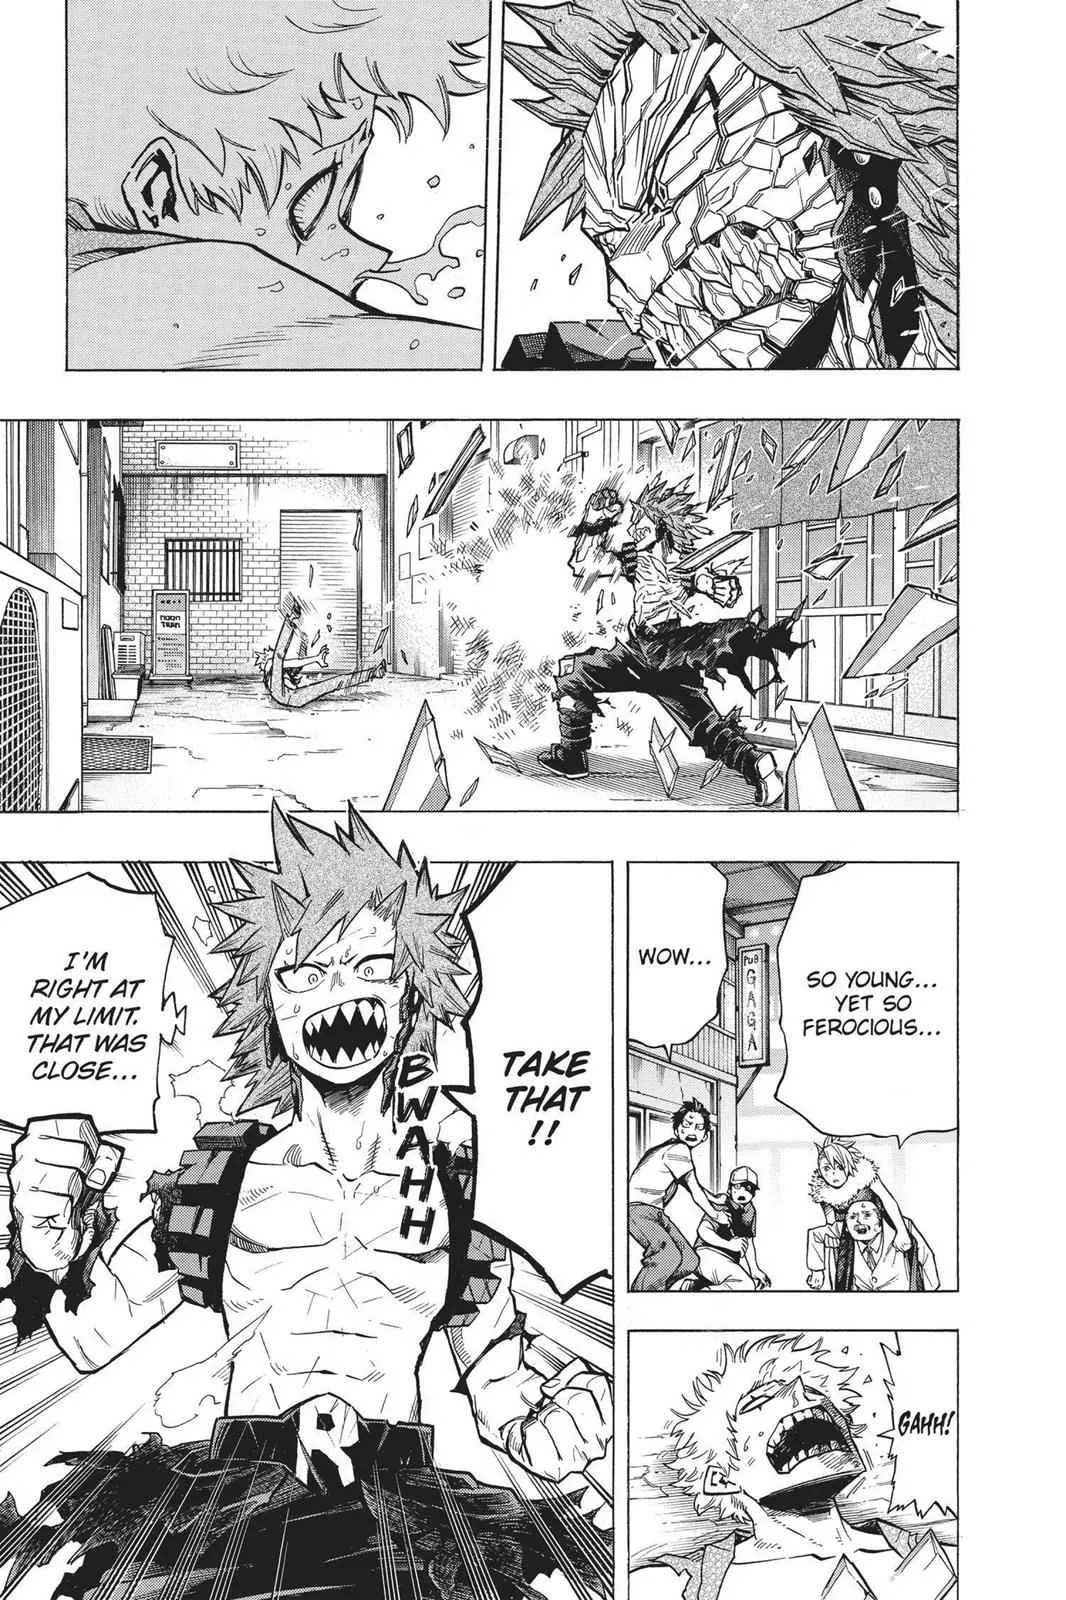 SO YOUNG...
YET SO
FEROCIOUS...
WOW...
PUB
GAGA
GAHH!
TAKE
THAT
!!
BWAHH
I'M
RIGHT AT
MY LIMIT.
THAT WAS
CLOSE...